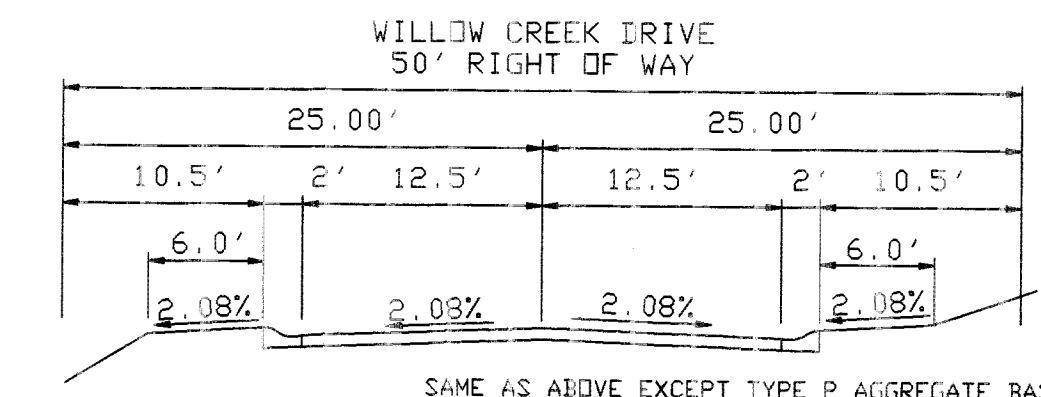 WILLOW CREEK DRIVE
50' RIGHT OF WAY
25.00' 25.00'
10.5' 2' 12.5' 12.5' 2' 10.5'
6.0' 6.0'
2.08% 2.08% 2.08% 2.08%
SAME AS ABOVE EXCEPT TYPE P AGGREGATE